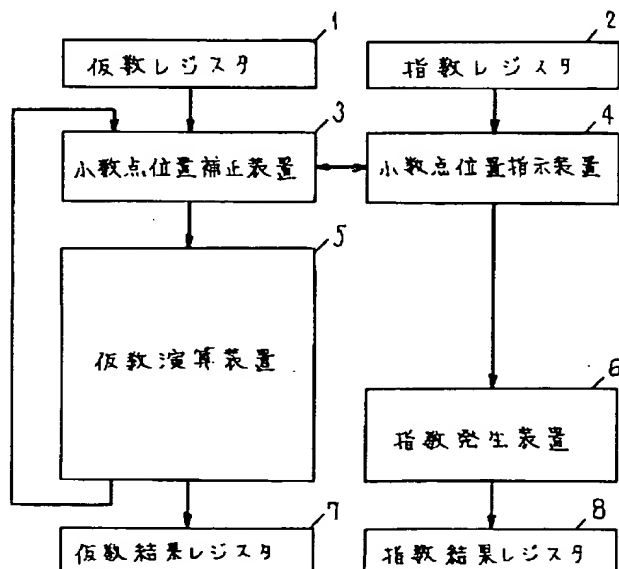 1
仮数レジスタ
2
指数レジスタ
3
小数点位置補正装置
4
小数点位置指示装置
5
仮数演算装置
6
指数発生装置
7
仮数結果レジスタ
8
指数結果レジスタ